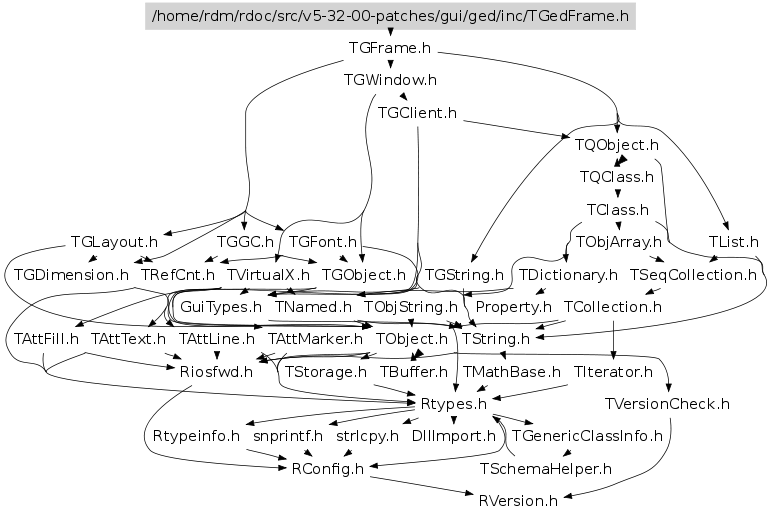 /home/rdm/rdoc/src/v5-32-00-patches/gui/ged/inc/TGedFrame.h
TGFrame.h
TGWindow.h
TGClient.h
TQObject.h
TQClass.h
TClass.h
TGLayout.h TGGC.h TGFont.h TObjArray.h TList.h
TGDimension.h TRefCnt.h TVirtualX.h TGObject.h TGString.h TDictionary.h TSeqCollection.h
GuiTypes.h TNamed.h TObjString.h Property.h TCollection.h
TAttFill.h TAttText.h TAttLine.h TAttMarker.h TObject.h TString.h
Riosfwd.h TStorage.h TBuffer.h TMathBase.h TIterator.h
Rtypes.h TVersionCheck.h
Rtypeinfo.h snprintf.h strlcpy.h DllImport.h TGenericClassInfo.h
RConfig.h TSchemaHelper.h
RVersion.h